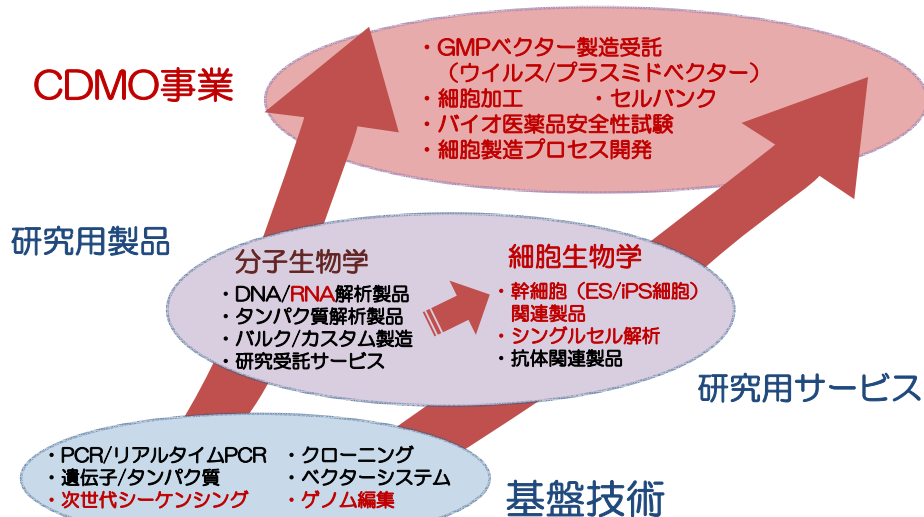 CDMO事業
・GMPベクター製造受託
（ウイルス/プラスミドベクター）
・細胞加工　　・セルバンク
・バイオ医薬品安全性試験
・細胞製造プロセス開発
研究用製品
分子生物学
・DNA/RNA解析製品
・タンパク質解析製品
・バルク/カスタム製造
・研究受託サービス
細胞生物学
・幹細胞（ES/iPS細胞）
関連製品
・シングルセル解析
・抗体関連製品
研究用サービス
・PCR/リアルタイムPCR　・クローニング
・遺伝子/タンパク質　・ベクターシステム
・次世代シーケンシング　・ゲノム編集
基盤技術